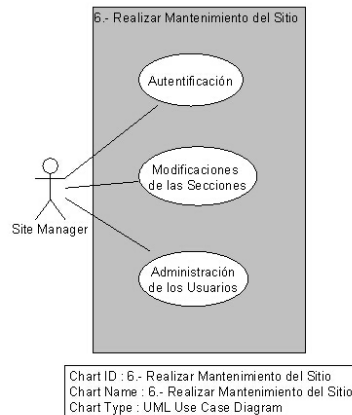 6.- Realizar Mantenimiento del Sitio
Autentificación
Modificaciones
de las Secciones
Site Manager
Administración
de los Usuarios
Chart ID : 6.- Realizar Mantenimiento del Sitio
Chart Name : 6.- Realizar Mantenimiento del Sitio
Chart Type : UML Use Case Diagram